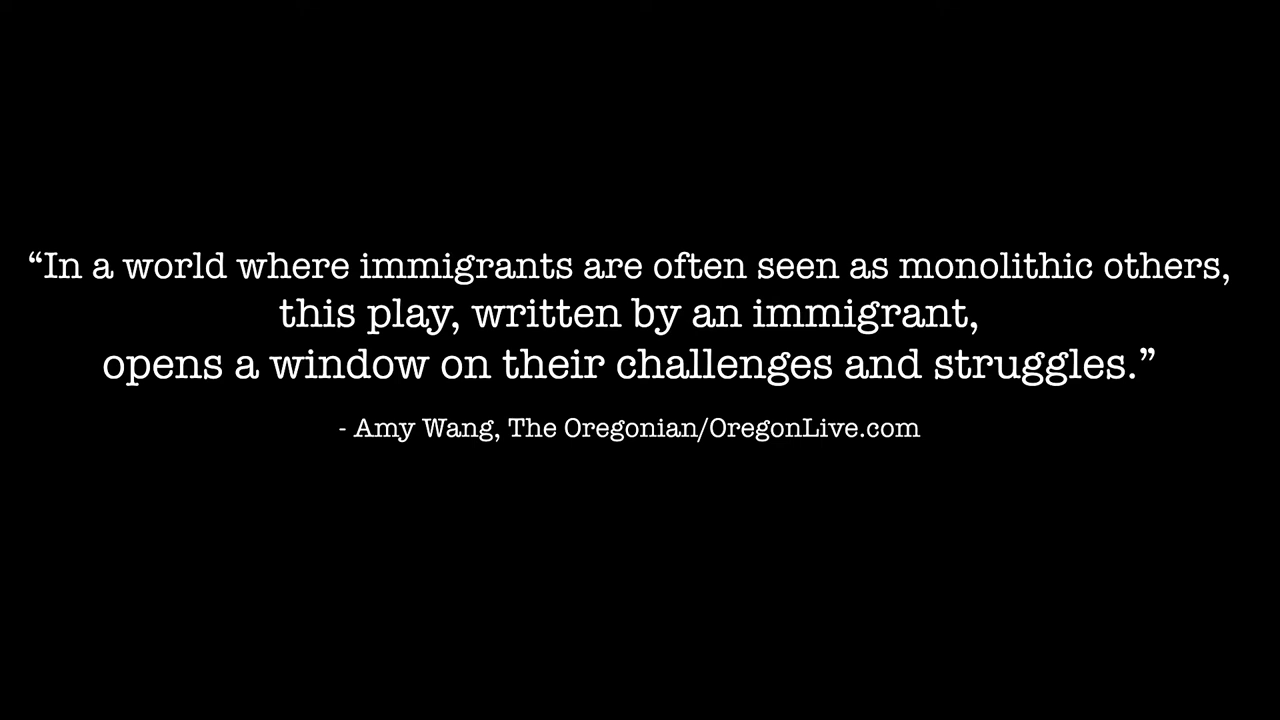 “In a world where immigrants are often seen as monolithic others,
this play, written by an immigrant,
opens a window on their challenges and struggles.”
- Amy Wang, The Oregonian/OregonLive.com